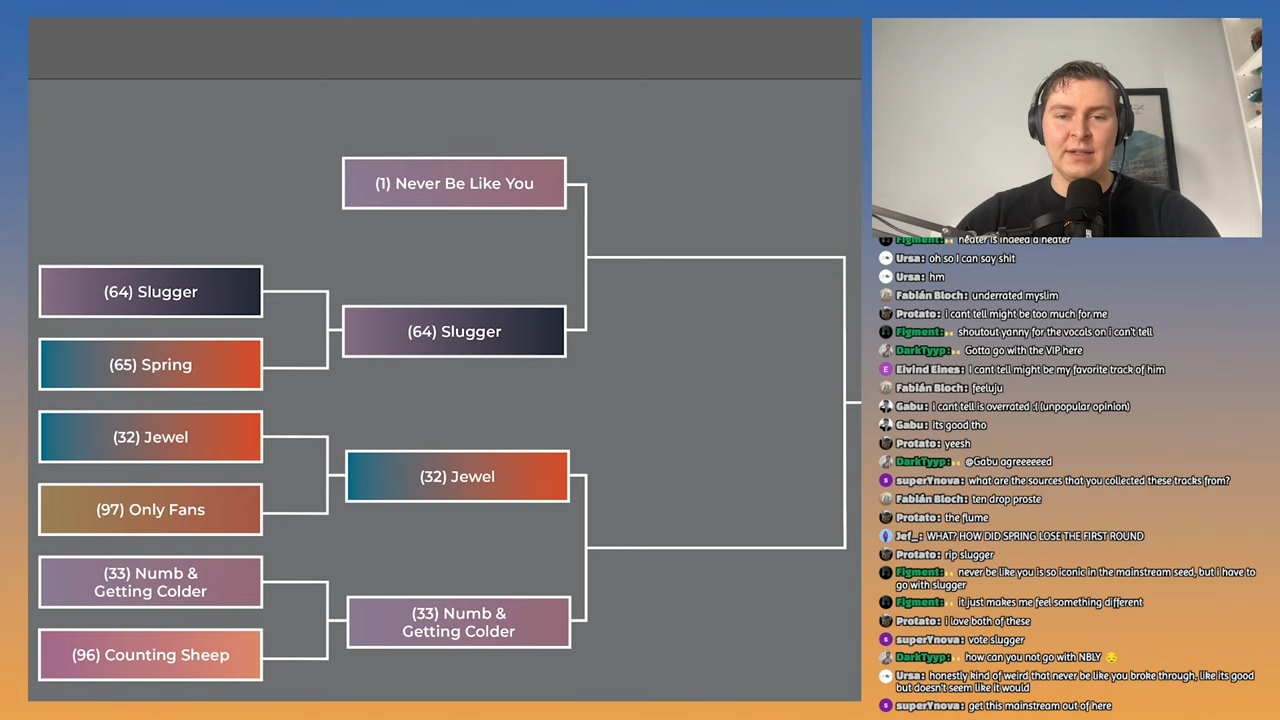 (1) Never Be Like You
(64) Slugger
(65) Spring
(64) Slugger
(32) Jewel
(97) Only Fans
(32) Jewel
(33) Numb &
Getting Colder
(96) Counting Sheep
(33) Numb &
Getting Colder
Figment: heater is indeed a heater
Ursa: oh so I can say shit
Ursa: hm
Fabián Bloch: underrated myslim
Protato: i cant tell might be too much for me
Figment: shoutout yanny for the vocals on i can't tell
DarkTyyp: Gotta go with the VIP here
Eivind Eines: I cant tell might be my favorite track of him
Fabián Bloch: feeluju
Gabu: I cant tell is overrated :( (unpopular opinion)
Gabu: its good tho
Protato: yeesh
DarkTyyp: @Gabu agreeeeeed
superYnova: what are the sources that you collected these tracks from?
Fabián Bloch: ten drop proste
Protato: the flume
Jef_: WHAT? HOW DID SPRING LOSE THE FIRST ROUND
Protato: rip slugger
Figment: never be like you is so iconic in the mainstream seed, but i have to
go with slugger
Figment: it just makes me feel something different
Protato: i love both of these
superYnova: vote slugger
DarkTyyp: how can you not go with NBLY 😔
Ursa: honestly kind of weird that never be like you broke through, like its good
but doesn't seem like it would
superYnova: get this mainstream out of here